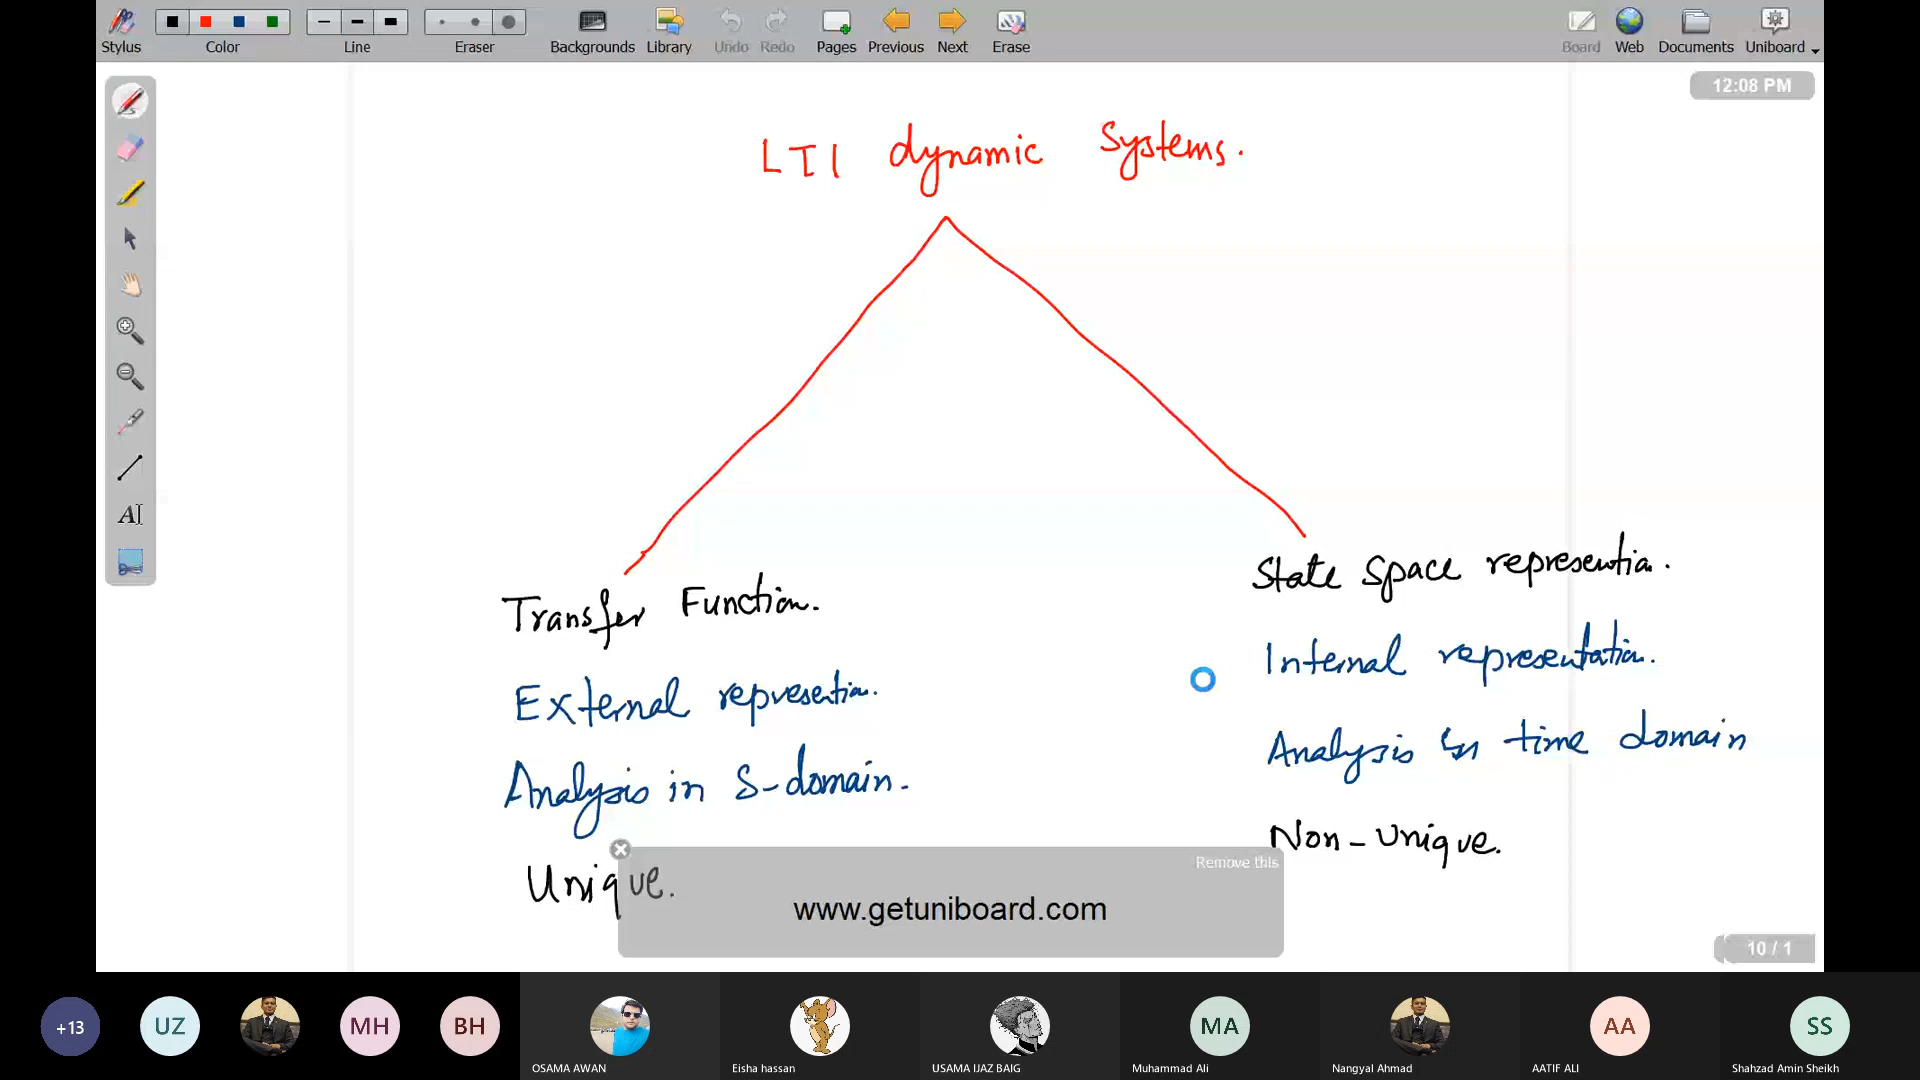 Stylus
Color
Line
Eraser
Backgrounds
Library
Undo
Redo
Pages
Previous
Next
Erase
Board
Web
Documents
Uniboard
12:08 PM
LTI dynamic Systems.
Transfer Function.
State Space represention.
External represention.
Internal representation.
Analysis in S-domain.
Analysis in time domain
Unique.
Non-Unique.
Remove this
www.getuniboard.com
10 / 1
+13
UZ
MH
BH
MA
AA
SS
OSAMA AWAN
Eisha hassan
USAMA IJAZ BAIG
Muhammad Ali
Nangyal Ahmad
AATIF ALI
Shahzad Amin Sheikh